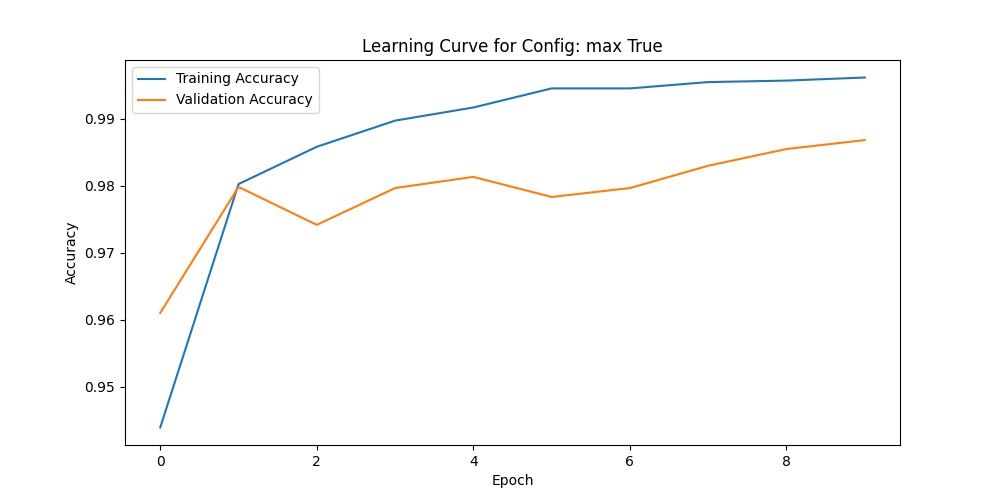 Learning Curve for Config: max True
Training Accuracy
Validation Accuracy
Accuracy
0.99
0.98
0.97
0.96
0.95
0 2 4 6 8
Epoch